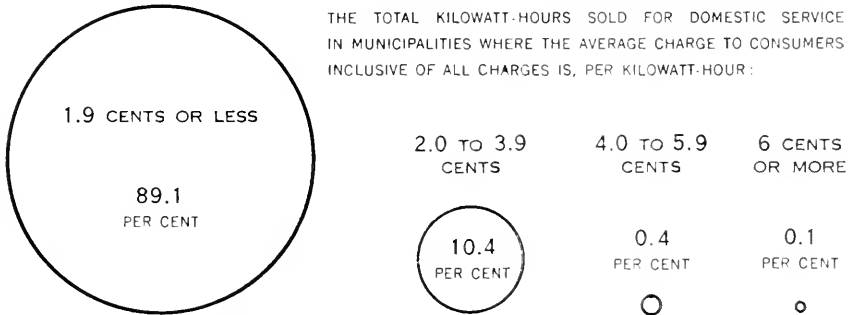 THE TOTAL KILOWATT-HOURS SOLD FOR DOMESTIC SERVICE
IN MUNICIPALITIES WHERE THE AVERAGE CHARGE TO CONSUMERS
INCLUSIVE OF ALL CHARGES IS, PER KILOWATT-HOUR:
1.9 CENTS OR LESS
89.1
PER CENT
2.0 TO 3.9
CENTS
10.4
PER CENT
4.0 TO 5.9
CENTS
0.4
PER CENT
6 CENTS
OR MORE
0.1
PER CENT